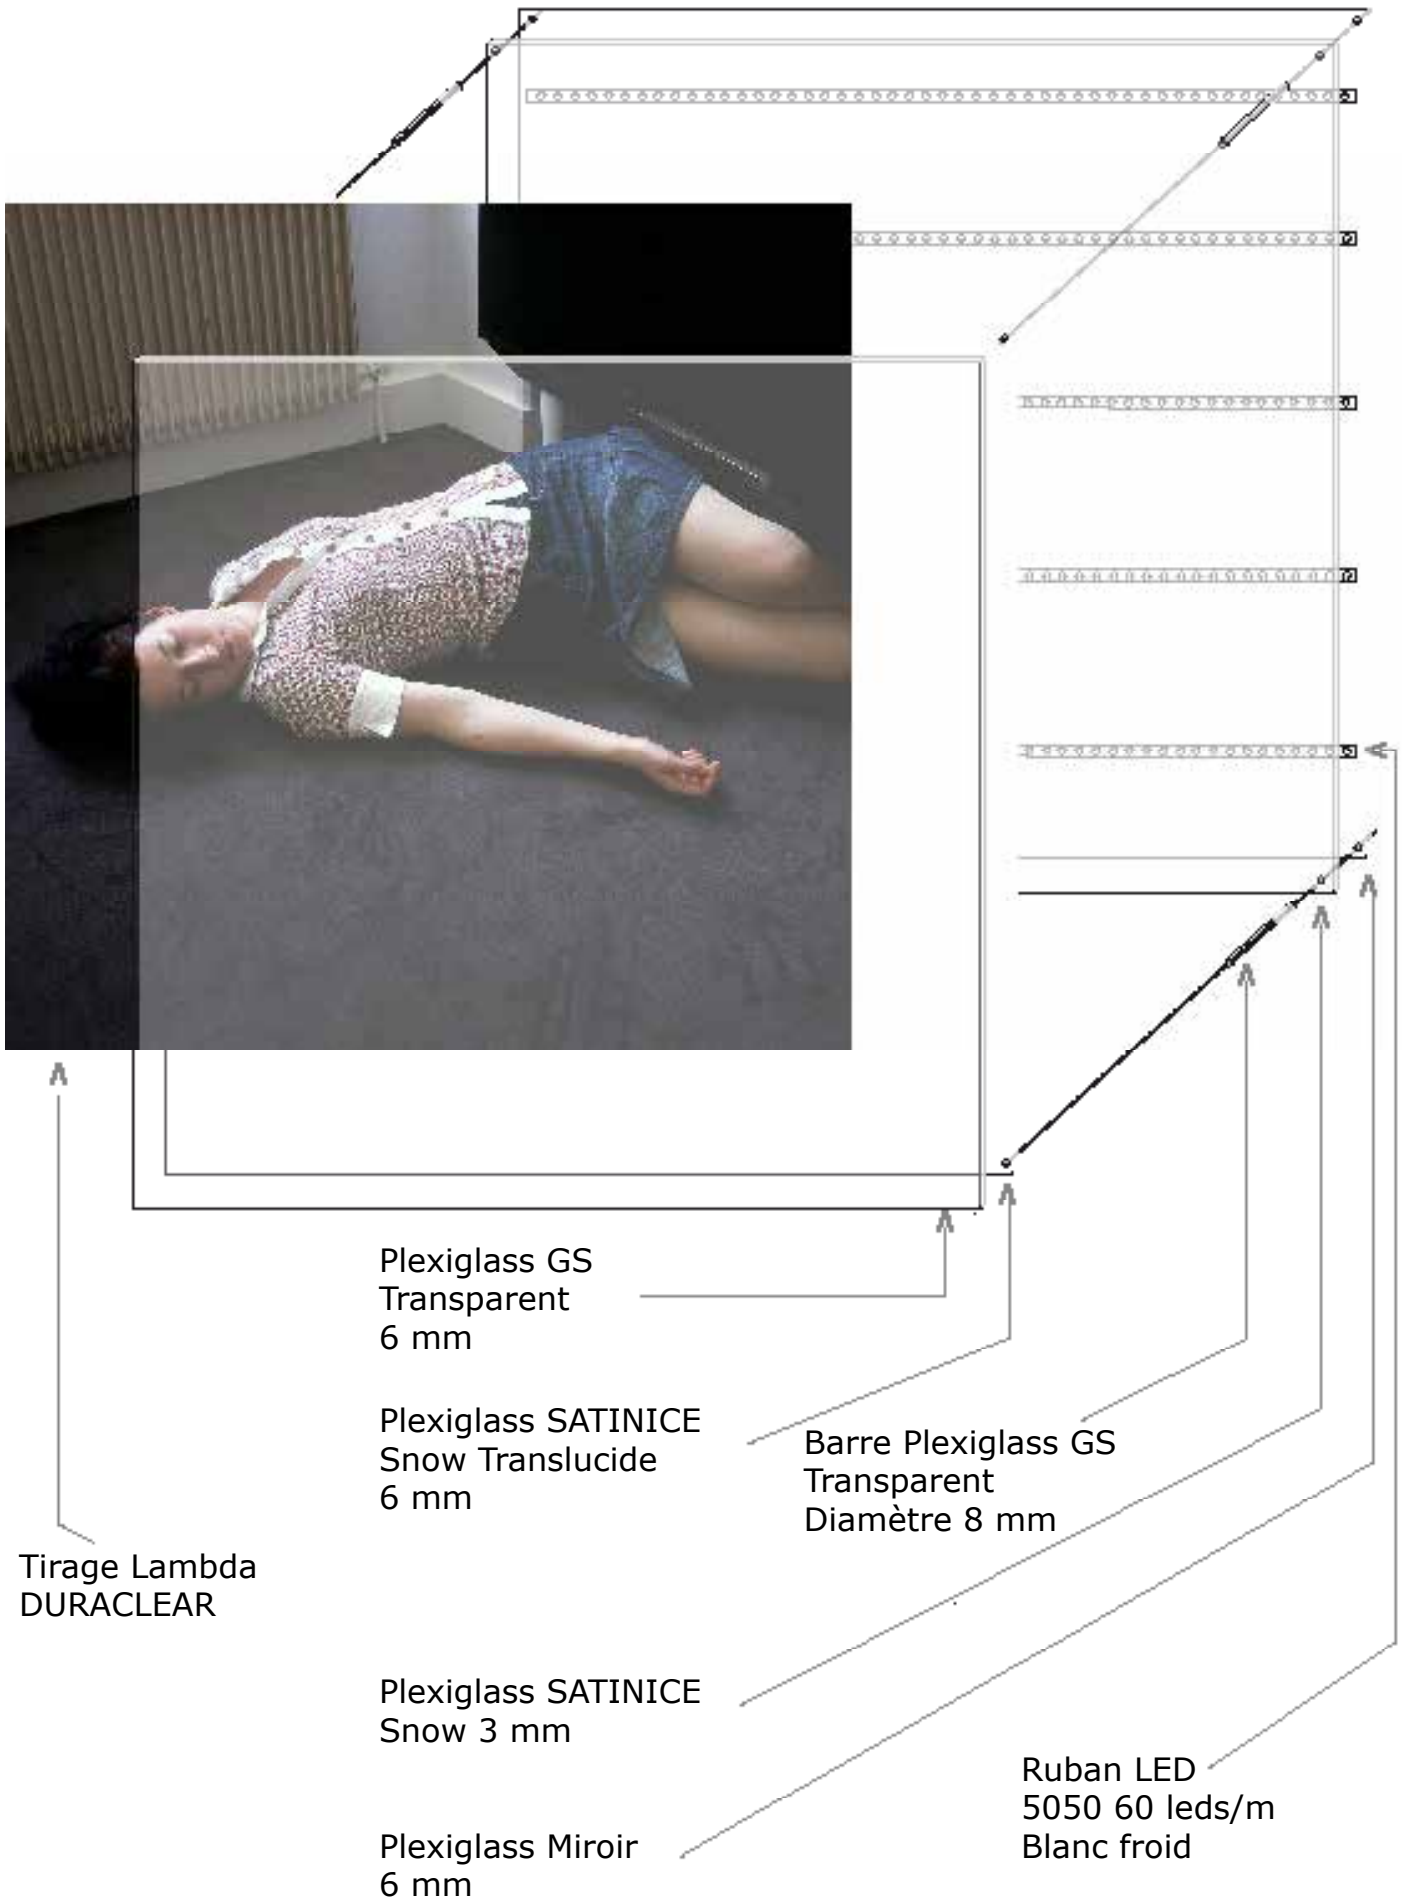 Plexiglass GS
Transparent
6 mm
Plexiglass SATINICE
Snow Translucide
6 mm
Barre Plexiglass GS
Transparent
Diamètre 8 mm
Tirage Lambda
DURACLEAR
Plexiglass SATINICE
Snow 3 mm
Ruban LED
5050 60 leds/m
Blanc froid
Plexiglass Miroir
6 mm